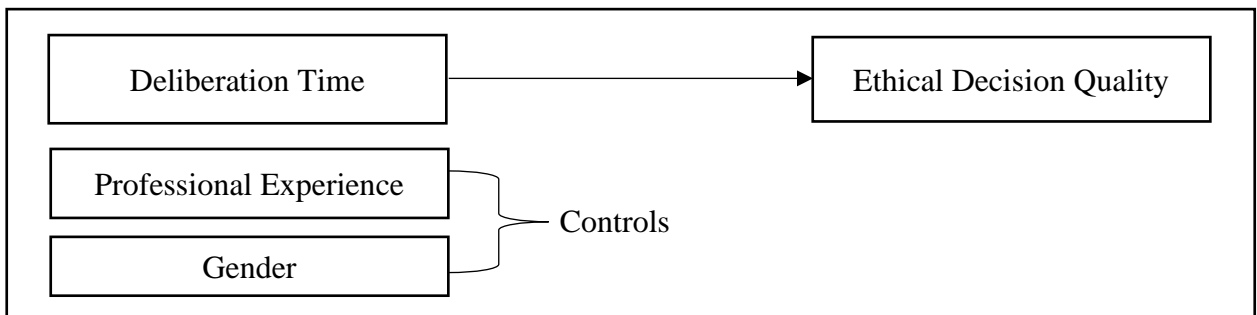 Deliberation Time
Ethical Decision Quality
Professional Experience
Controls
Gender